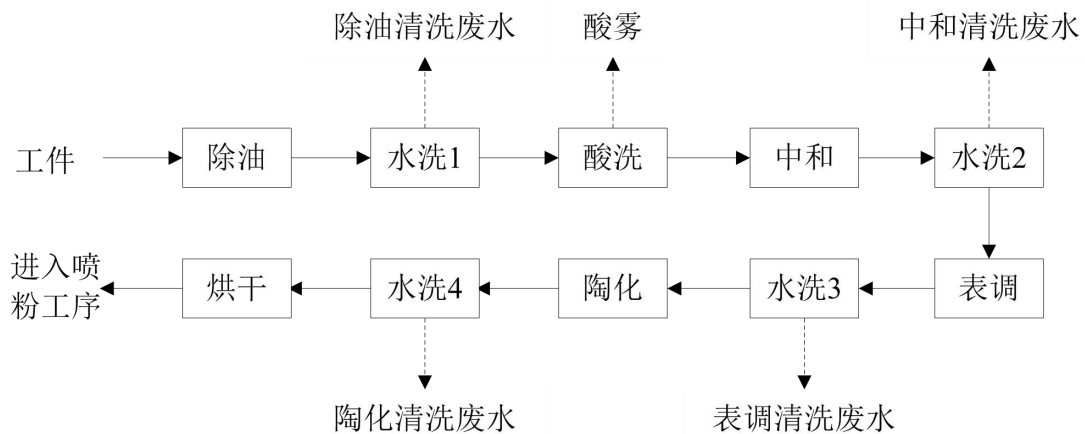 除油清洗废水
酸雾
中和清洗废水
工件
除油
水洗1
酸洗
中和
水洗2
进入喷
粉工序
烘干
水洗4
陶化
水洗3
表调
陶化清洗废水
表调清洗废水